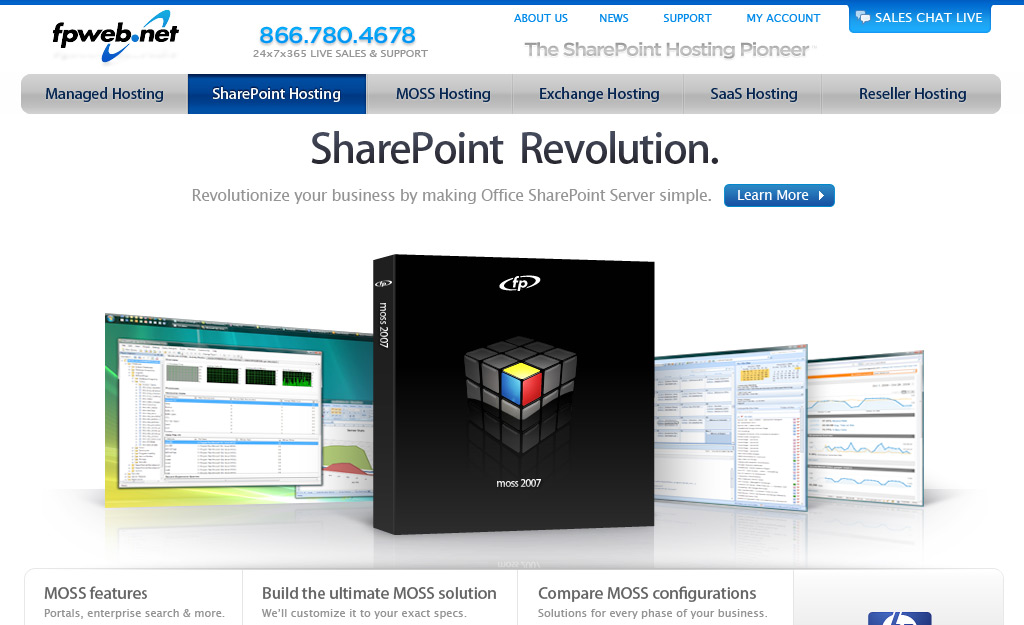 fpweb.net
866.780.4678
24x7x365 LIVE SALES & SUPPORT
ABOUT US NEWS SUPPORT MY ACCOUNT
SALES CHAT LIVE
The SharePoint Hosting Pioneer
Managed Hosting SharePoint Hosting MOSS Hosting Exchange Hosting SaaS Hosting Reseller Hosting
SharePoint Revolution.
Revolutionize your business by making Office SharePoint Server simple. Learn More
fp
fp
moss 2007
moss 2007
MOSS features
Portals, enterprise search & more.
Build the ultimate MOSS solution
We'll customize it to your exact specs.
Compare MOSS configurations
Solutions for every phase of your business.